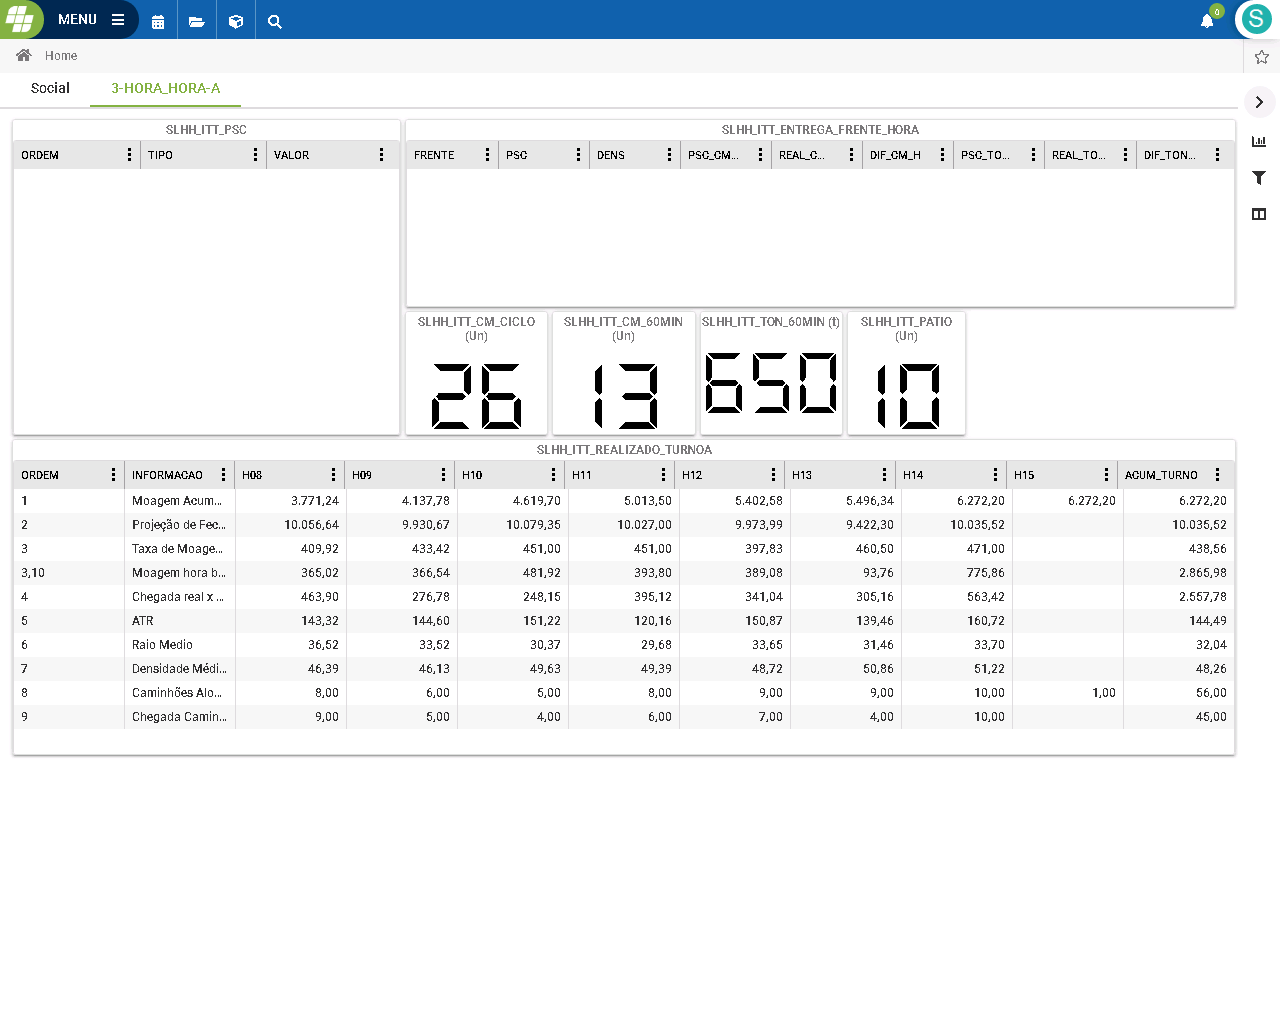 MENU
0
S
Home
Social
3-HORA_HORA-A
SLHH_ITT_PSC
ORDEM TIPO VALOR
SLHH_ITT_ENTREGA_FRENTE_HORA
FRENTE PSC DENS PSC_CM... REAL_C... DIF_CM_H PSC_TO... REAL_TO... DIF_TON...
SLHH_ITT_CM_CICLO
(Un)
26
SLHH_ITT_CM_60MIN
(Un)
13
SLHH_ITT_TON_60MIN (t)
650
SLHH_ITT_PATIO
(Un)
10
SLHH_ITT_REALIZADO_TURNOA
ORDEM INFORMACAO H08 H09 H10 H11 H12 H13 H14 H15 ACUM_TURNO
1 Moagem Acum... 3.771,24 4.137,78 4.619,70 5.013,50 5.402,58 5.496,34 6.272,20 6.272,20 6.272,20
2 Projeção de Fec... 10.056,64 9.930,67 10.079,35 10.027,00 9.973,99 9.422,30 10.035,52 10.035,52
3 Taxa de Moage... 409,92 433,42 451,00 451,00 397,83 460,50 471,00 438,56
3,10 Moagem hora b... 365,02 366,54 481,92 393,80 389,08 93,76 775,86 2.865,98
4 Chegada real x ... 463,90 276,78 248,15 395,12 341,04 305,16 563,42 2.557,78
5 ATR 143,32 144,60 151,22 120,16 150,87 139,46 160,72 144,49
6 Raio Medio 36,52 33,52 30,37 29,68 33,65 31,46 33,70 32,04
7 Densidade Médi... 46,39 46,13 49,63 49,39 48,72 50,86 51,22 48,26
8 Caminhões Alo... 8,00 6,00 5,00 8,00 9,00 9,00 10,00 1,00 56,00
9 Chegada Camin... 9,00 5,00 4,00 6,00 7,00 4,00 10,00 45,00